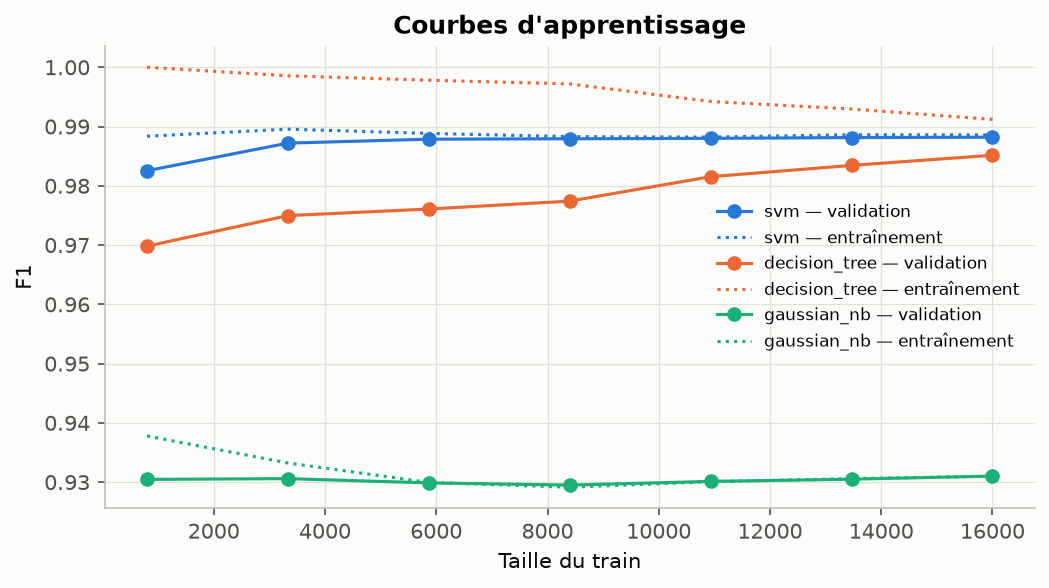 Courbes d'apprentissage
F1
1.00
0.99
0.98
0.97
0.96
0.95
0.94
0.93
svm — validation
svm — entraînement
decision_tree — validation
decision_tree — entraînement
gaussian_nb — validation
gaussian_nb — entraînement
2000 4000 6000 8000 10000 12000 14000 16000
Taille du train